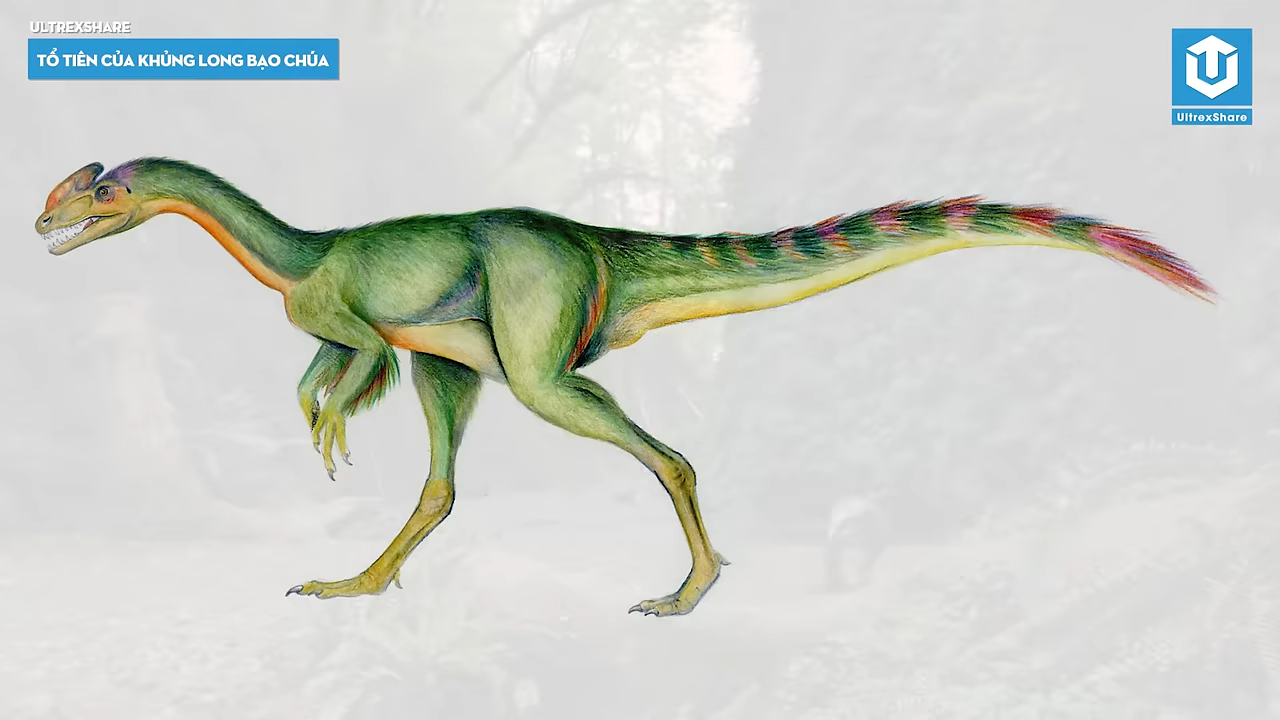 ULTREXSHARE
TỔ TIÊN CỦA KHỦNG LONG BẠO CHÚA
UltrexShare